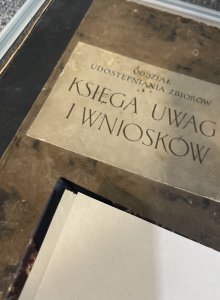 ODDZIAŁ
UDOSTĘPNIANIA ZBIORÓW
KSIĘGA UWAG
I WNIOSKÓW